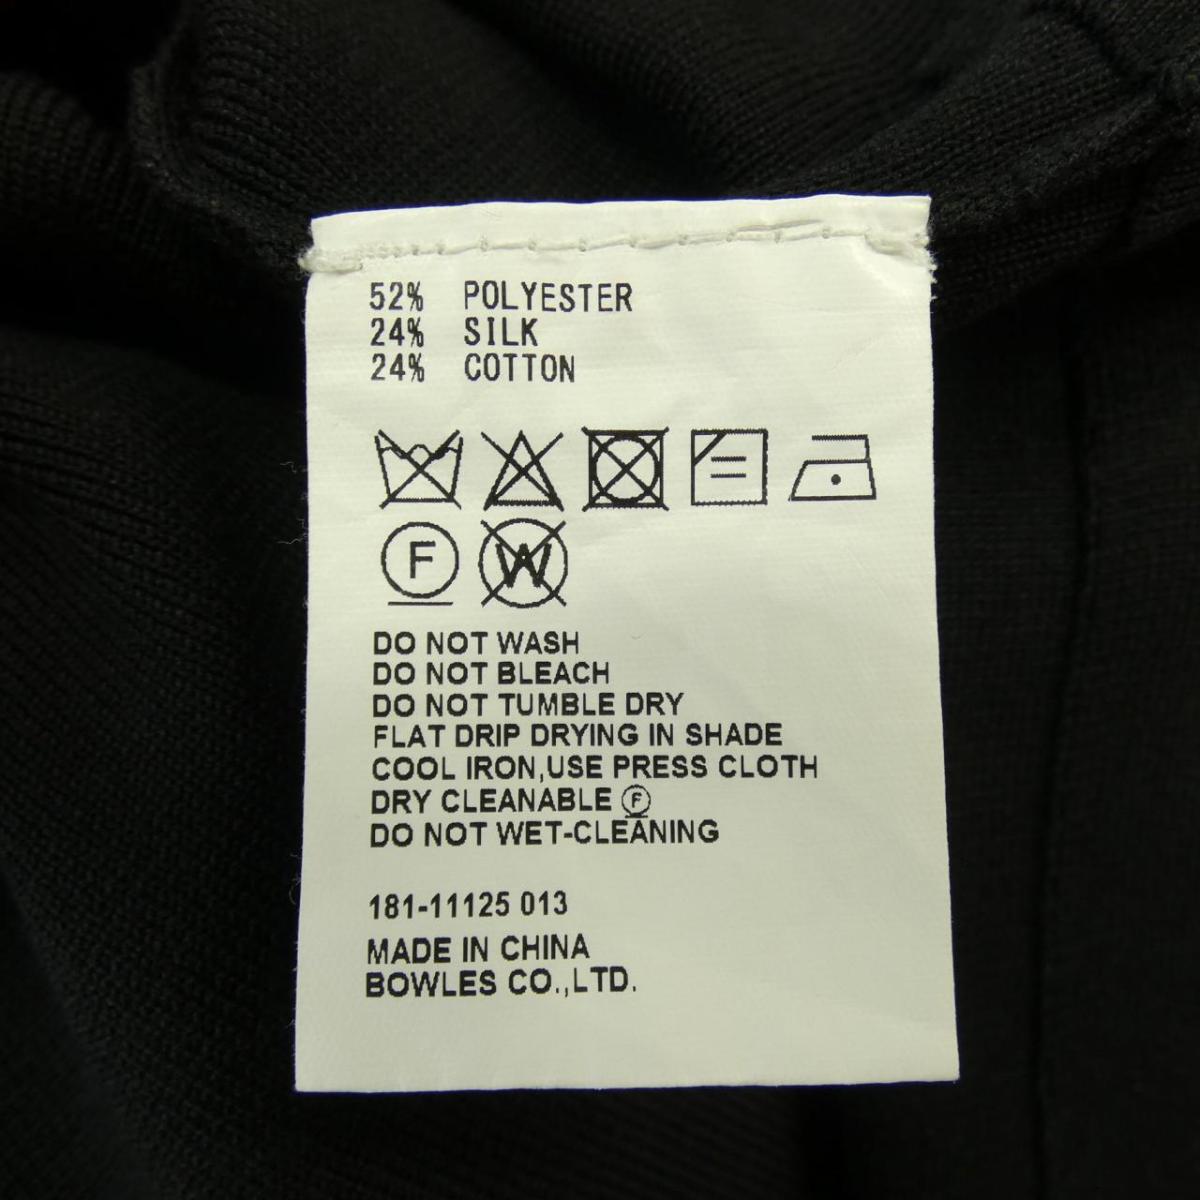 52% POLYESTER
24% SILK
24% COTTON
F W
DO NOT WASH
DO NOT BLEACH
DO NOT TUMBLE DRY
FLAT DRIP DRYING IN SHADE
COOL IRON,USE PRESS CLOTH
DRY CLEANABLE Ⓕ
DO NOT WET-CLEANING
181-11125 013
MADE IN CHINA
BOWLES CO.,LTD.